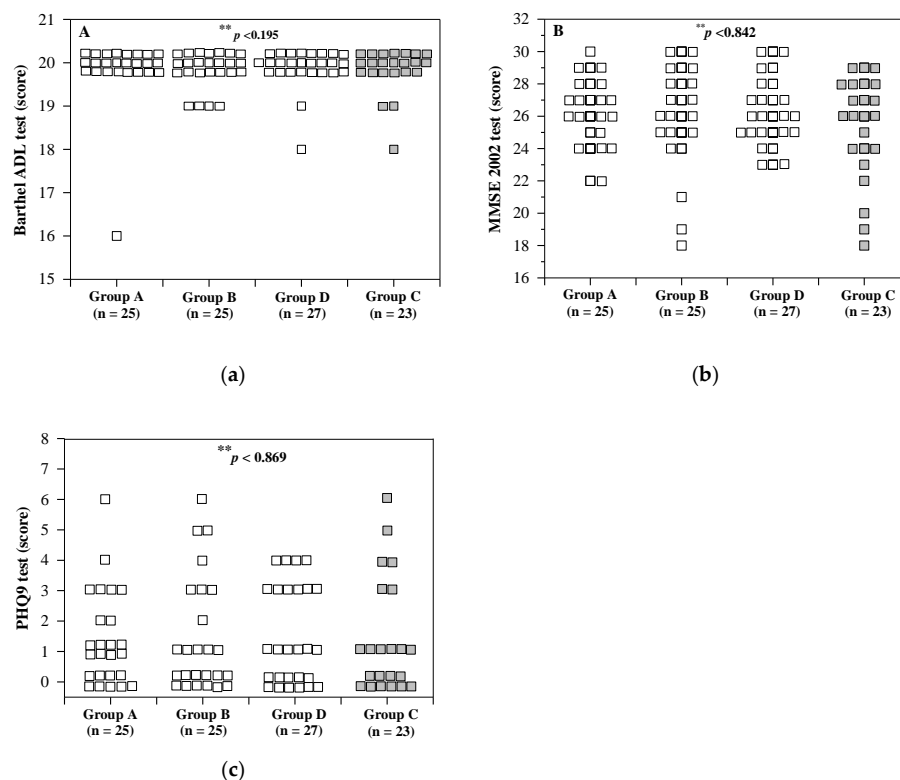 A
** p <0.195
Barthel ADL test (score)
21
20
19
18
17
16
15
Group A Group B Group D Group C
(n = 25) (n = 25) (n = 27) (n = 23)
(a)
B
** p <0.842
MMSE 2002 test (score)
32
30
28
26
24
22
20
18
16
Group A Group B Group D Group C
(n = 25) (n = 25) (n = 27) (n = 23)
(b)
** p < 0.869
PHQ9 test (score)
8
7
6
5
4
3
2
1
0
Group A Group B Group D Group C
(n = 25) (n = 25) (n = 27) (n = 23)
(c)